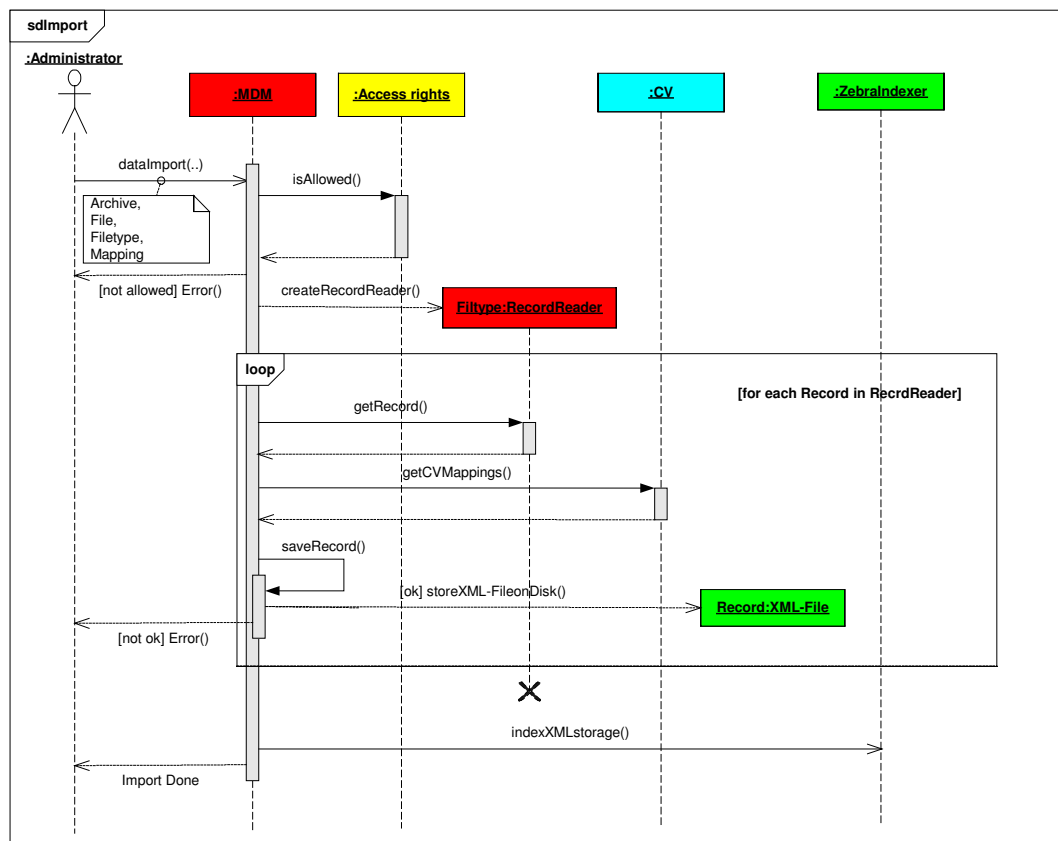 sdImport
:Administrator
:MDM
:Access rights
:CV
:ZebraIndexer
dataImport(..)
isAllowed()
Archive,
File,
Filetype,
Mapping
[not allowed] Error()
createRecordReader()
Filtype:RecordReader
loop
[for each Record in RecrdReader]
getRecord()
getCVMappings()
saveRecord()
[ok] storeXML-FileonDisk()
Record:XML-File
[not ok] Error()
indexXMLstorage()
Import Done